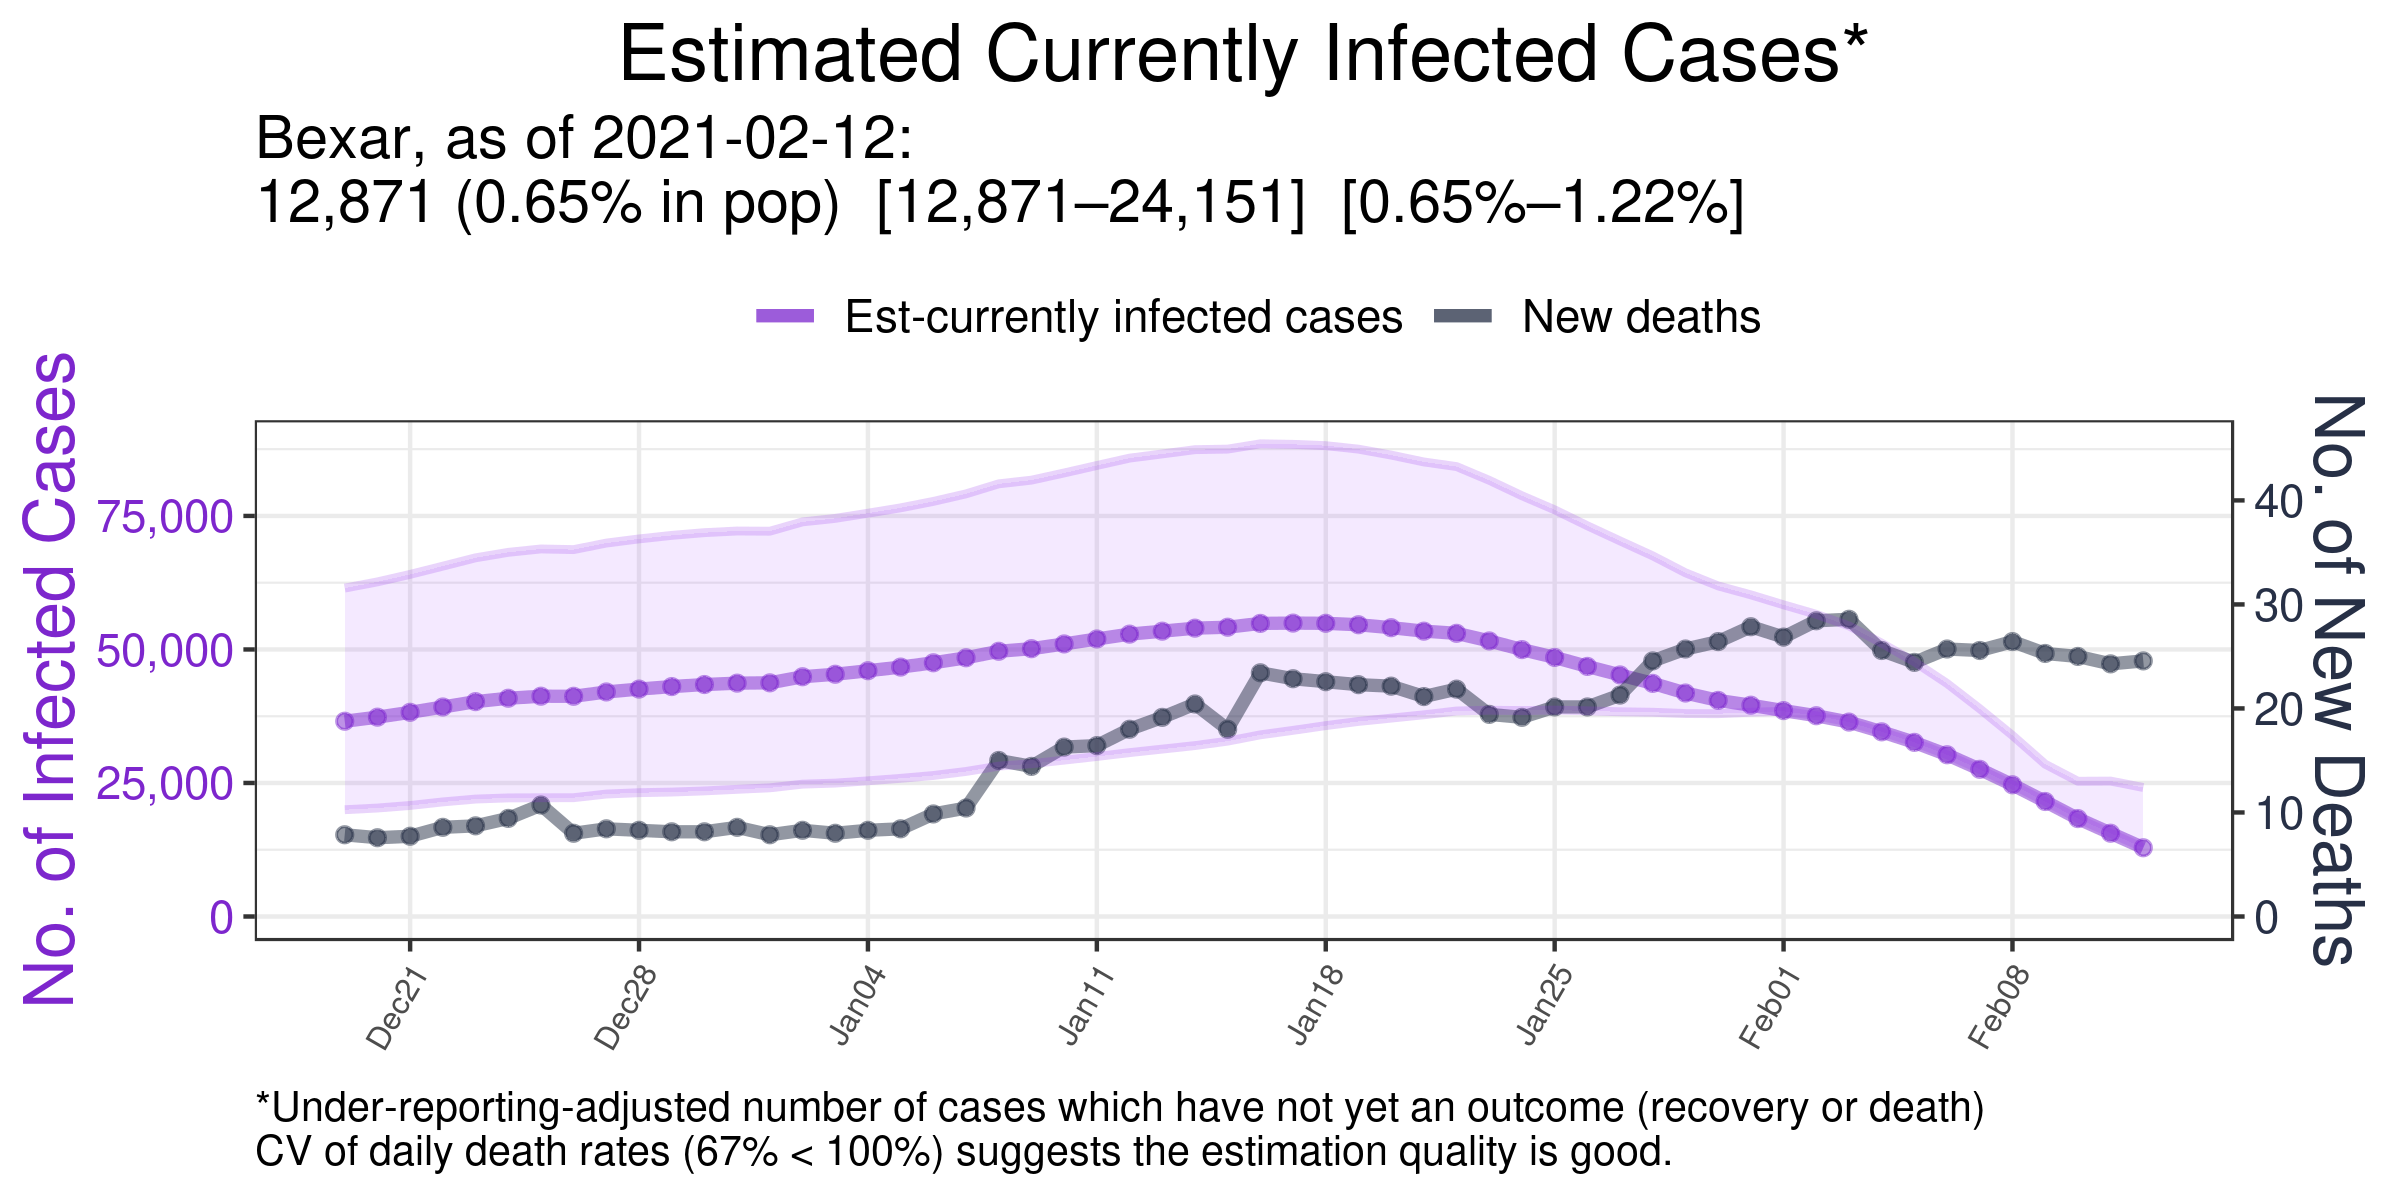 Estimated Currently Infected Cases*
Bexar, as of 2021-02-12:
12,871 (0.65% in pop)  [12,871–24,151]  [0.65%–1.22%]
Est-currently infected cases
New deaths
No. of Infected Cases
75,000
50,000
25,000
0
40
30
20
10
0
No. of New Deaths
Dec21
Dec28
Jan04
Jan11
Jan18
Jan25
Feb01
Feb08
*Under-reporting-adjusted number of cases which have not yet an outcome (recovery or death)
CV of daily death rates (67% < 100%) suggests the estimation quality is good.